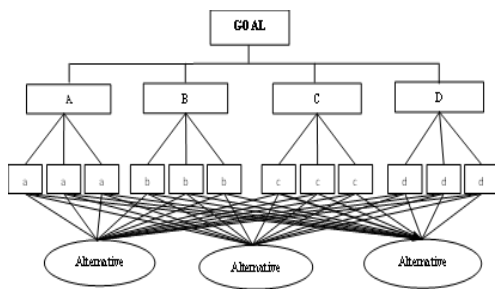 GOAL
A B C D
a a a b b b c c c d d d
Alternative Alternative Alternative